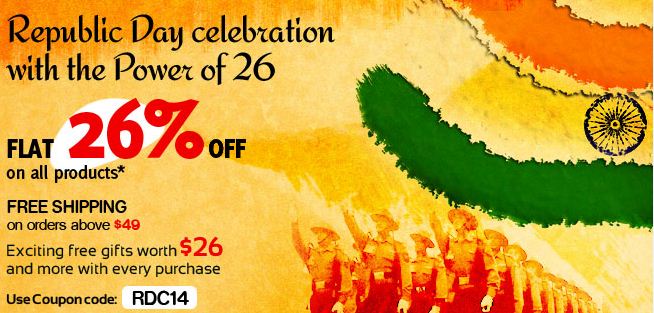 Republic Day celebration
with the Power of 26
FLAT 26% OFF
on all products*
FREE SHIPPING
on orders above $49
Exciting free gifts worth $26
and more with every purchase
Use Coupon code: RDC14